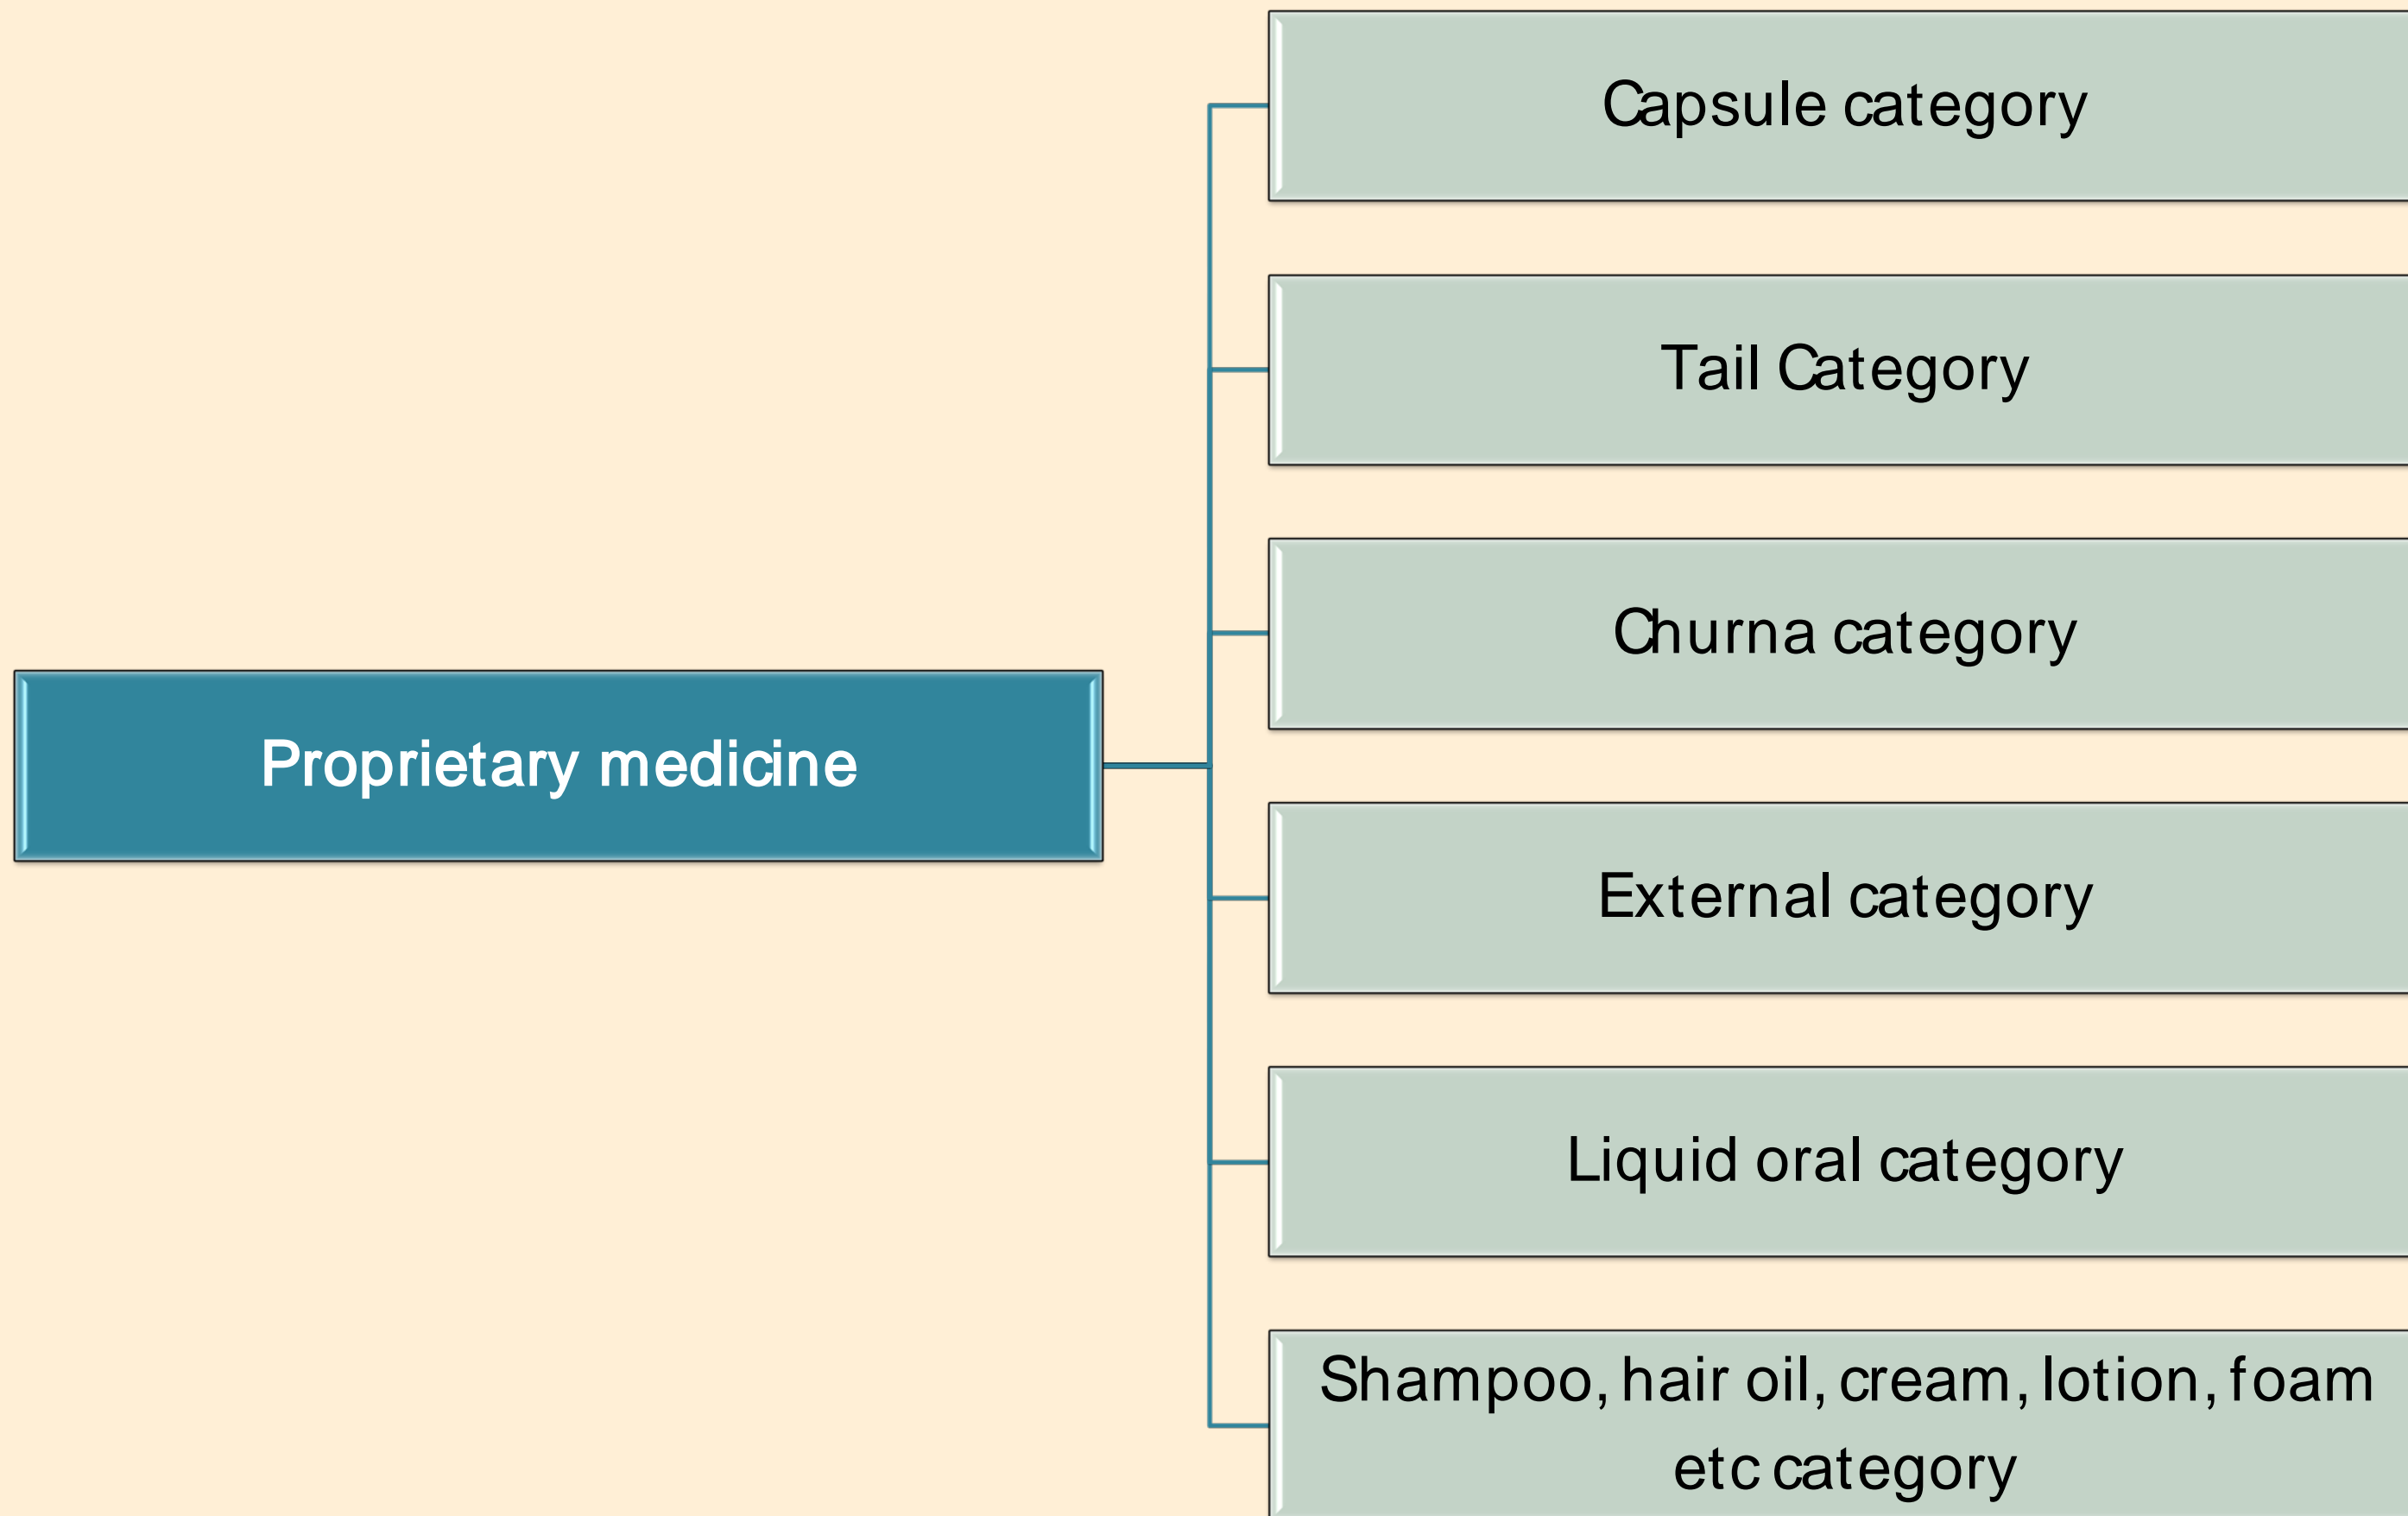 Capsule category
Tail Category
Churna category
Proprietary medicine
External category
Liquid oral category
Shampoo, hair oil, cream, lotion, foam
etc category